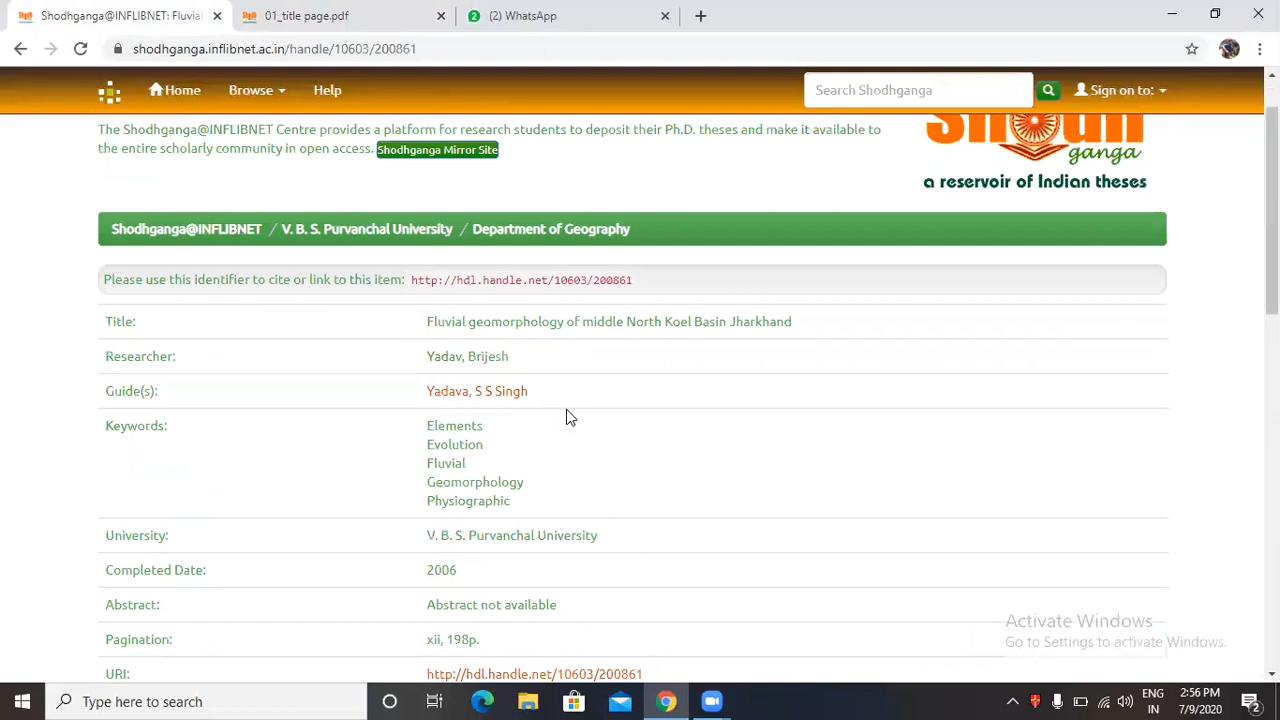 Shodhganga@INFLIBNET: Fluvial
01_title page.pdf
(2) WhatsApp
shodhganga.inflibnet.ac.in/handle/10603/200861
Home Browse Help Search Shodhganga Sign on to:
The Shodhganga@INFLIBNET Centre provides a platform for research students to deposit their Ph.D. theses and make it available to
the entire scholarly community in open access. Shodhganga Mirror Site
ganga
a reservoir of Indian theses
Shodhganga@INFLIBNET / V. B. S. Purvanchal University / Department of Geography
Please use this identifier to cite or link to this item: http://hdl.handle.net/10603/200861
Title: Fluvial geomorphology of middle North Koel Basin Jharkhand
Researcher: Yadav, Brijesh
Guide(s): Yadava, S S Singh
Keywords: Elements
Evolution
Fluvial
Geomorphology
Physiographic
University: V. B. S. Purvanchal University
Completed Date: 2006
Abstract: Abstract not available
Pagination: xii, 198p.
URI: http://hdl.handle.net/10603/200861
Activate Windows
Go to Settings to activate Windows.
Type here to search
ENG
IN
2:56 PM
7/9/2020
2